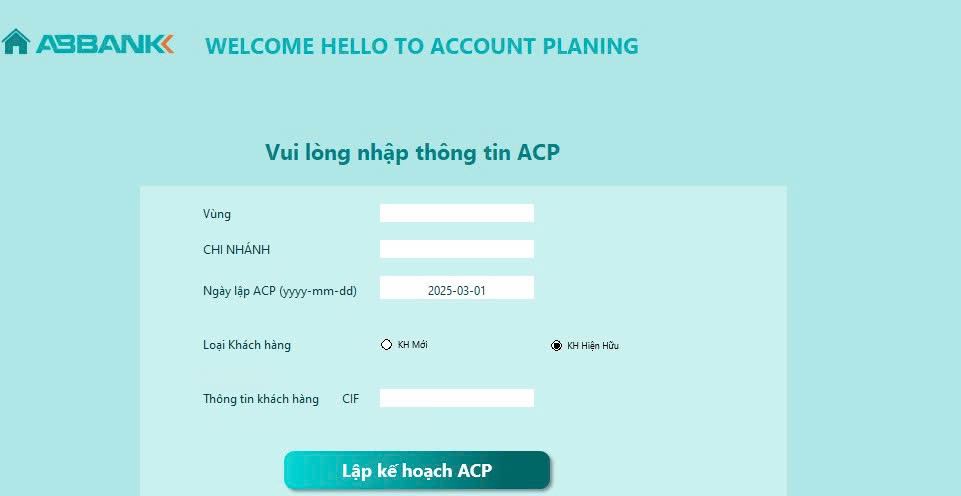 ABBANK WELCOME HELLO TO ACCOUNT PLANING
Vui lòng nhập thông tin ACP
Vùng
CHI NHÁNH
Ngày lập ACP (yyyy-mm-dd) 2025-03-01
Loại Khách hàng KH Mới KH Hiện Hữu
Thông tin khách hàng CIF
Lập kế hoạch ACP